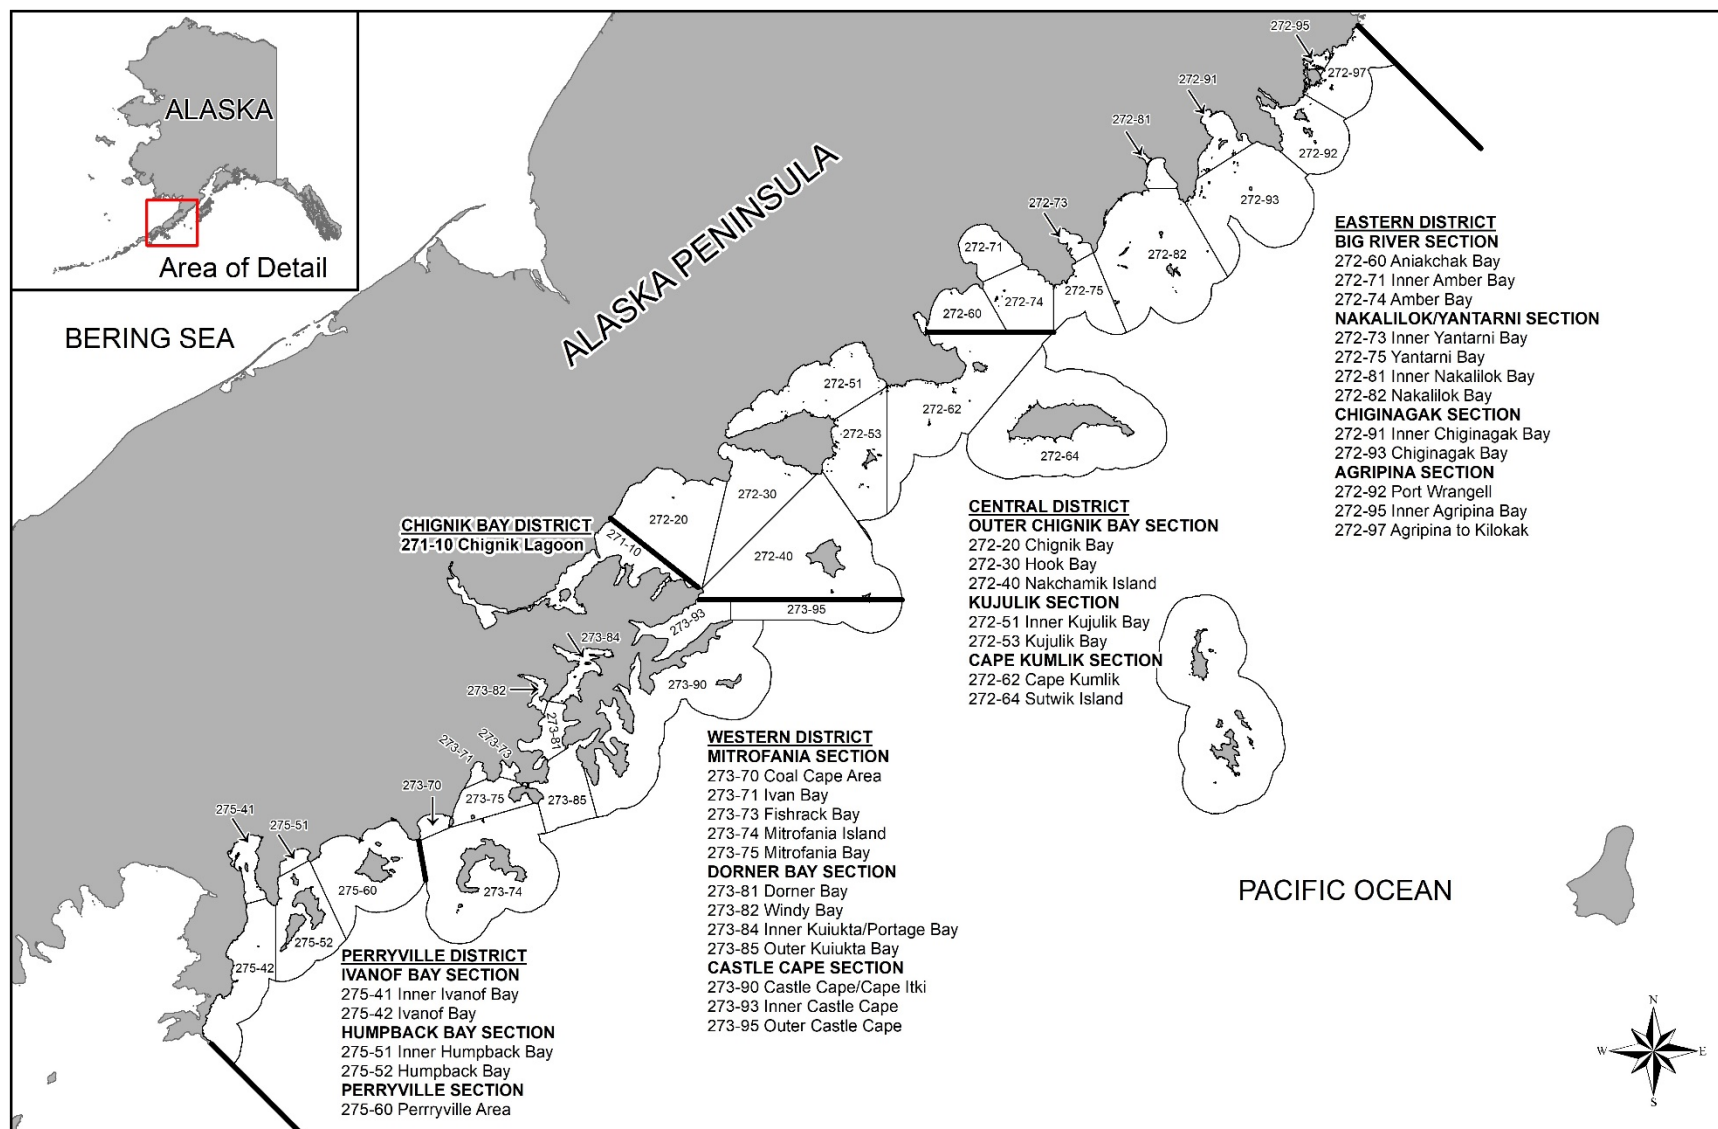 ALASKA
Area of Detail
BERING SEA
ALASKA PENINSULA
PACIFIC OCEAN
272-95
272-97
272-91
272-81
272-92
272-93
272-73
272-71
272-82
272-74
272-75
272-60
272-51
272-62
272-53
272-64
272-30
272-20
272-40
271-10
273-95
273-93
273-84
273-82
273-90
273-81
273-71
273-73
273-70
273-75
273-85
273-74
275-41
275-51
275-60
275-52
275-42
CHIGNIK BAY DISTRICT
271-10 Chignik Lagoon
EASTERN DISTRICT
BIG RIVER SECTION
272-60 Aniakchak Bay
272-71 Inner Amber Bay
272-74 Amber Bay
NAKALILOK/YANTARNI SECTION
272-73 Inner Yantarni Bay
272-75 Yantarni Bay
272-81 Inner Nakalilok Bay
272-82 Nakalilok Bay
CHIGINAGAK SECTION
272-91 Inner Chiginagak Bay
272-93 Chiginagak Bay
AGRIPINA SECTION
272-92 Port Wrangell
272-95 Inner Agripina Bay
272-97 Agripina to Kilokak
CENTRAL DISTRICT
OUTER CHIGNIK BAY SECTION
272-20 Chignik Bay
272-30 Hook Bay
272-40 Nakchamik Island
KUJULIK SECTION
272-51 Inner Kujulik Bay
272-53 Kujulik Bay
CAPE KUMLIK SECTION
272-62 Cape Kumlik
272-64 Sutwik Island
WESTERN DISTRICT
MITROFANIA SECTION
273-70 Coal Cape Area
273-71 Ivan Bay
273-73 Fishrack Bay
273-74 Mitrofania Island
273-75 Mitrofania Bay
DORNER BAY SECTION
273-81 Dorner Bay
273-82 Windy Bay
273-84 Inner Kuiukta/Portage Bay
273-85 Outer Kuiukta Bay
CASTLE CAPE SECTION
273-90 Castle Cape/Cape Itki
273-93 Inner Castle Cape
273-95 Outer Castle Cape
PERRYVILLE DISTRICT
IVANOF BAY SECTION
275-41 Inner Ivanof Bay
275-42 Ivanof Bay
HUMPBACK BAY SECTION
275-51 Inner Humpback Bay
275-52 Humpback Bay
PERRYVILLE SECTION
275-60 Perrryville Area
N
W
E
S